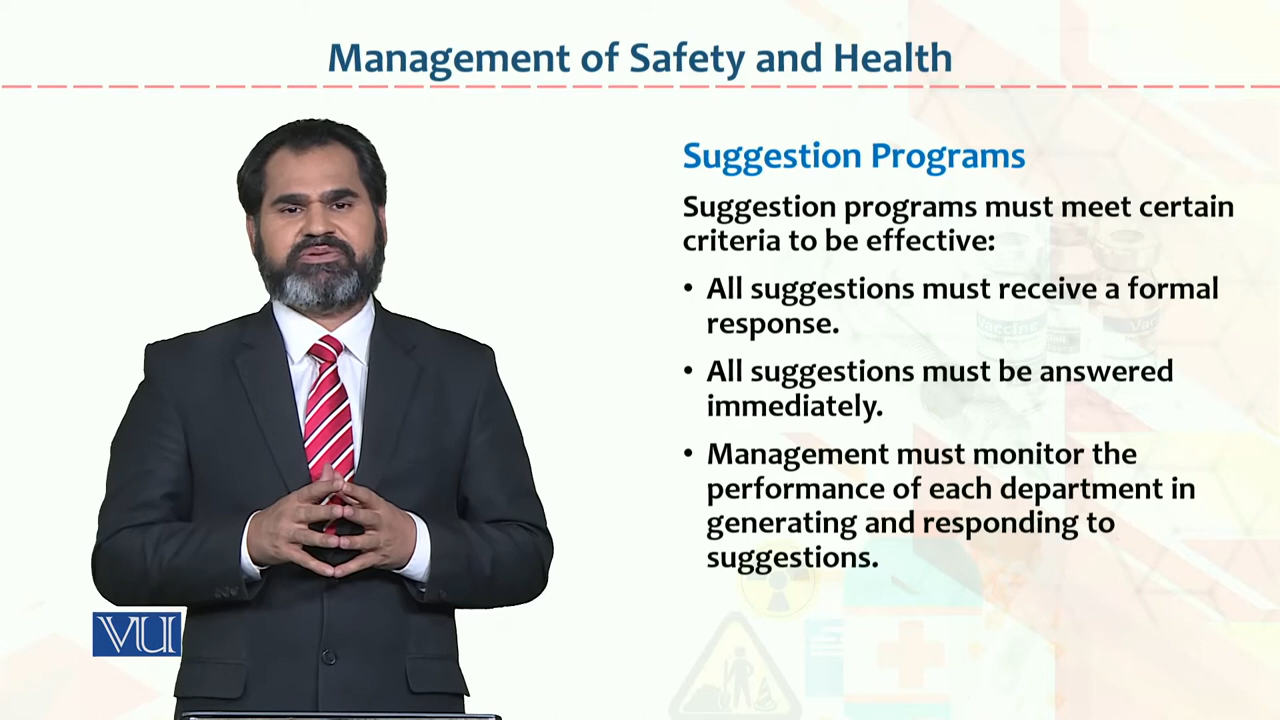 Management of Safety and Health
Suggestion Programs
Suggestion programs must meet certain
criteria to be effective:
• All suggestions must receive a formal
response.
• All suggestions must be answered
immediately.
• Management must monitor the
performance of each department in
generating and responding to
suggestions.
Vaccine
VU